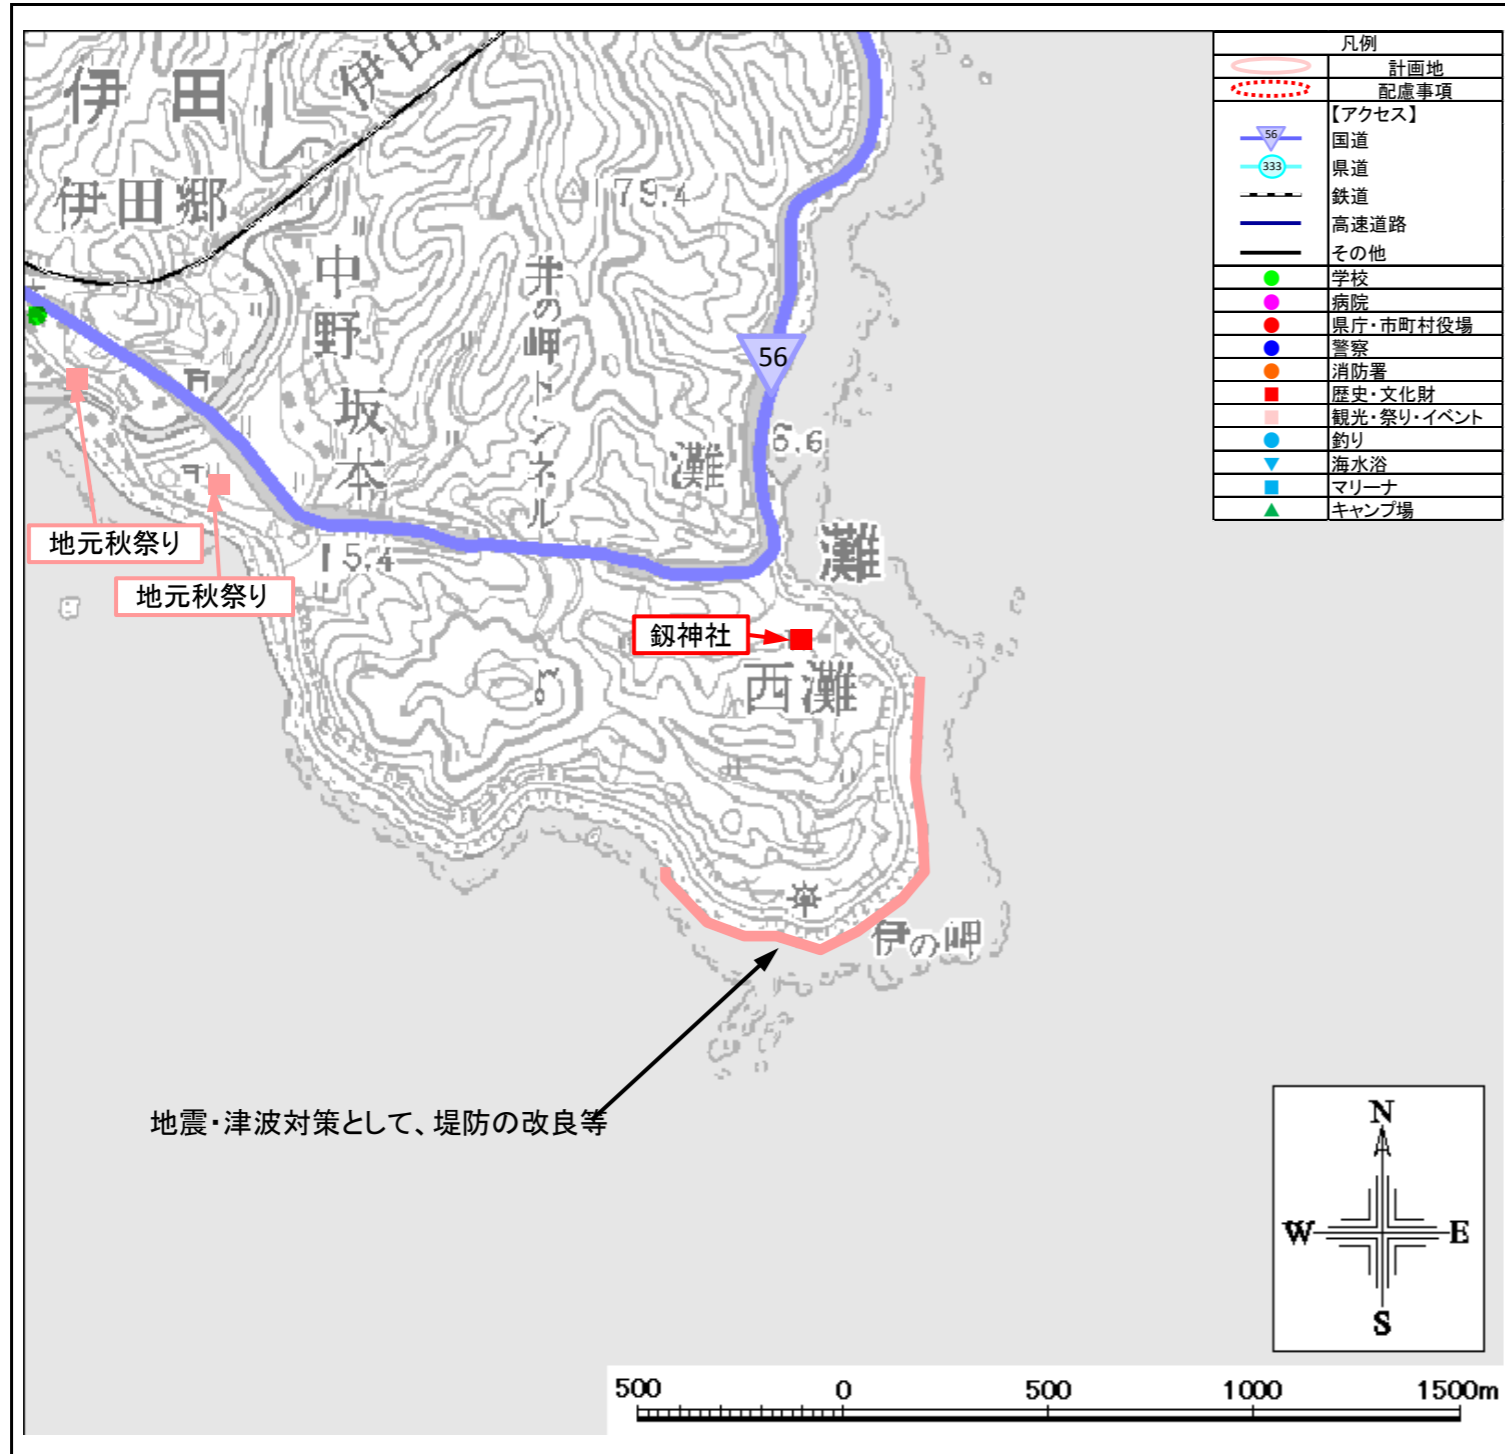 凡例
計画地
配慮事項
【アクセス】
56
国道
333
県道
鉄道
高速道路
その他
学校
病院
県庁・市町村役場
警察
消防署
歴史・文化財
観光・祭り・イベント
釣り
海水浴
マリーナ
キャンプ場
伊田
伊田
伊田郷
179.4
中野坂本
井の岬トンネル
56
灘
6.6
灘
15.4
地元秋祭り
地元秋祭り
釼神社
西灘
伊の岬
地震・津波対策として、堤防の改良等
N
W
E
S
500 0 500 1000 1500m